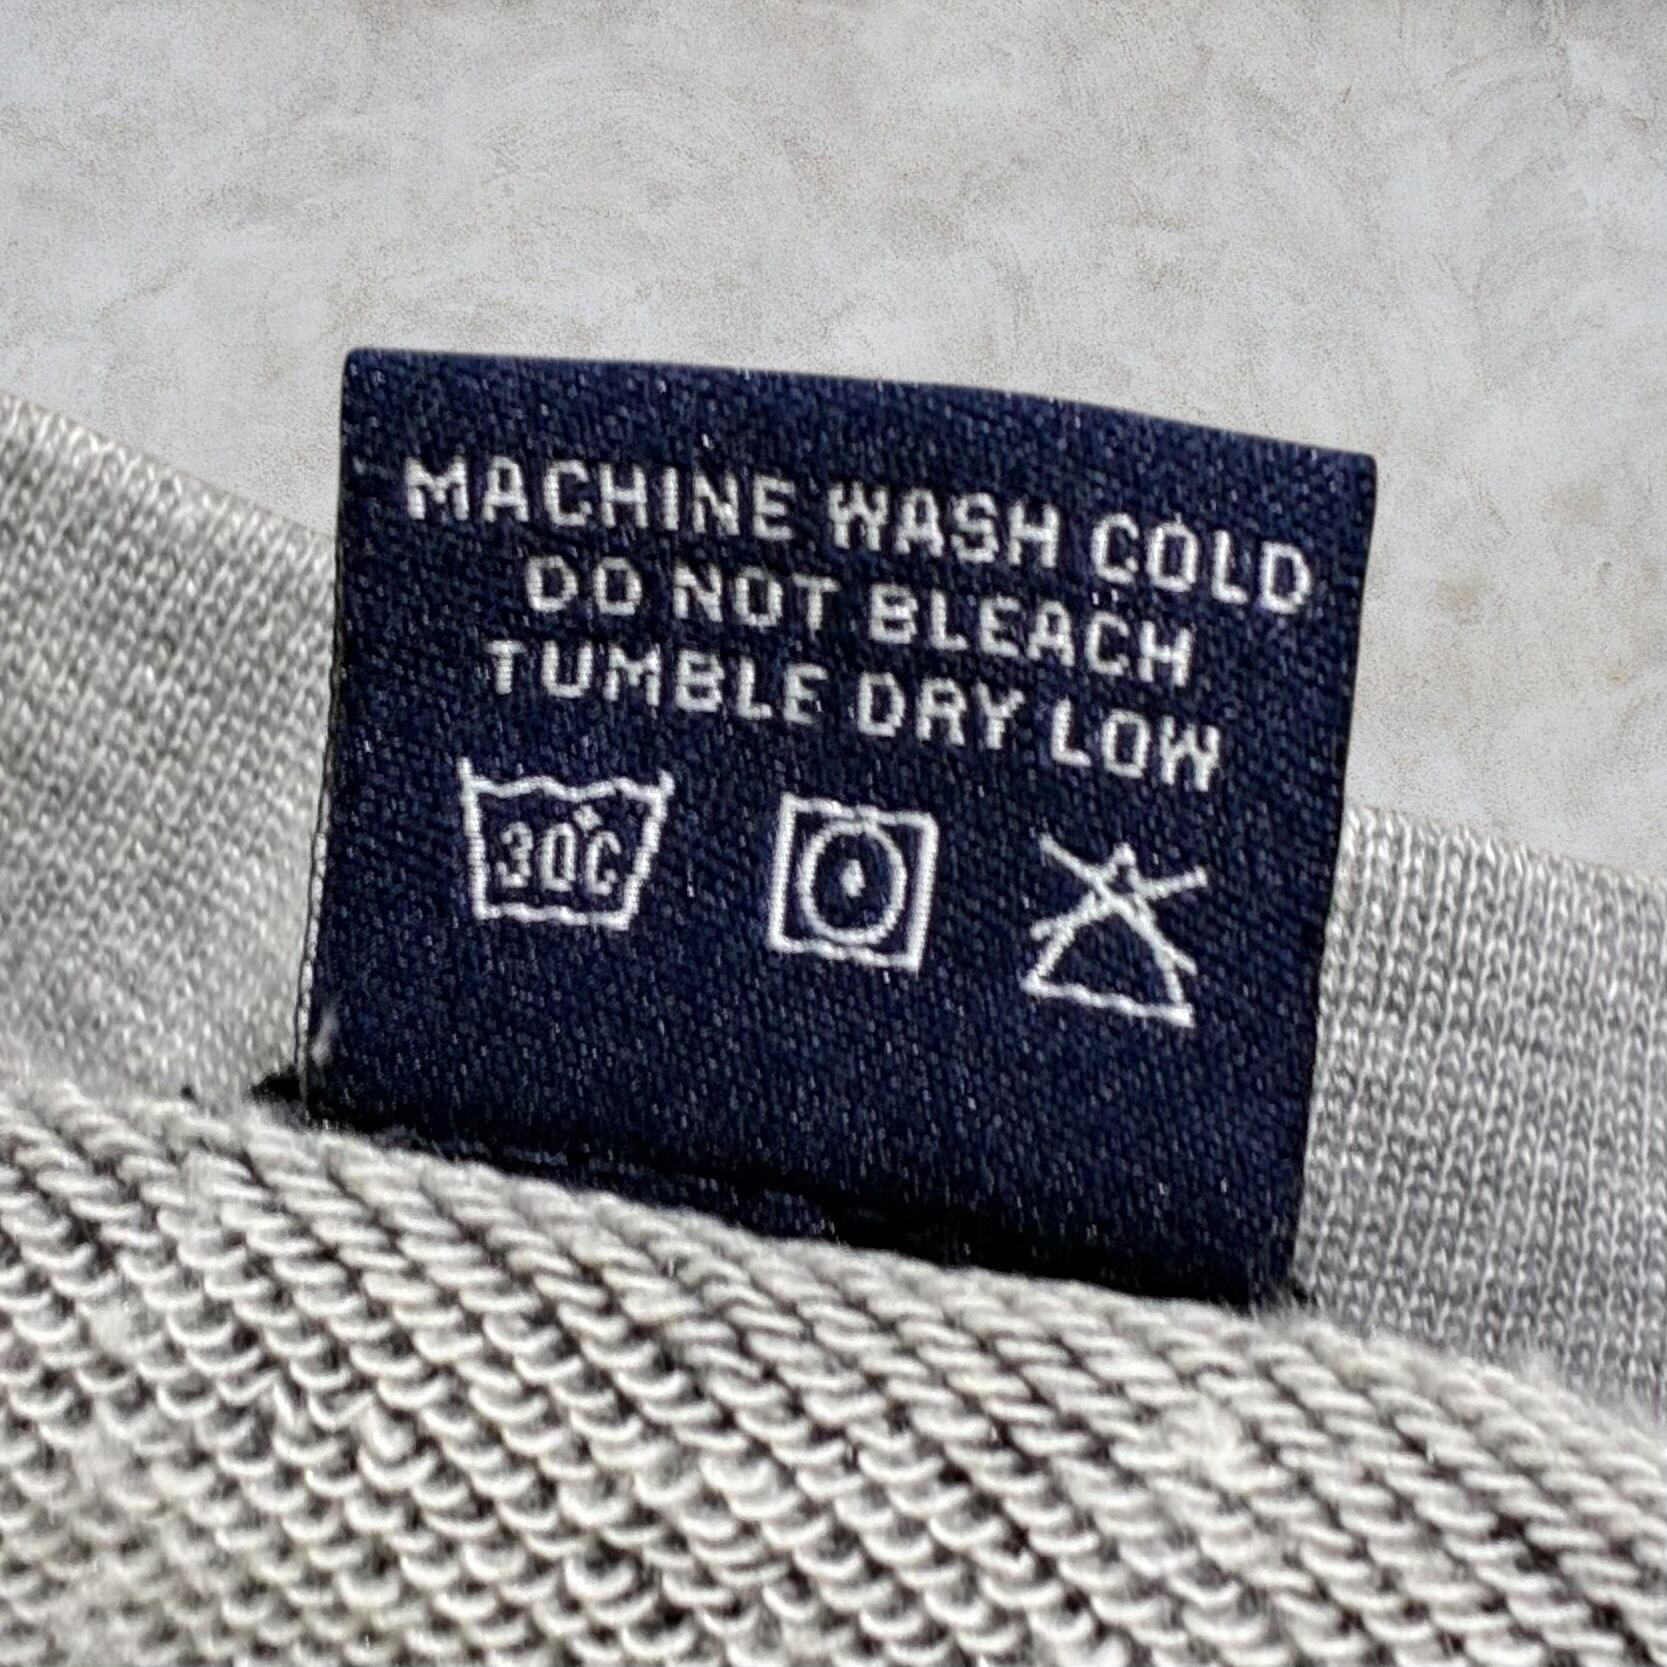 MACHINE WASH COLD
DO NOT BLEACH
TUMBLE DRY LOW
30°C